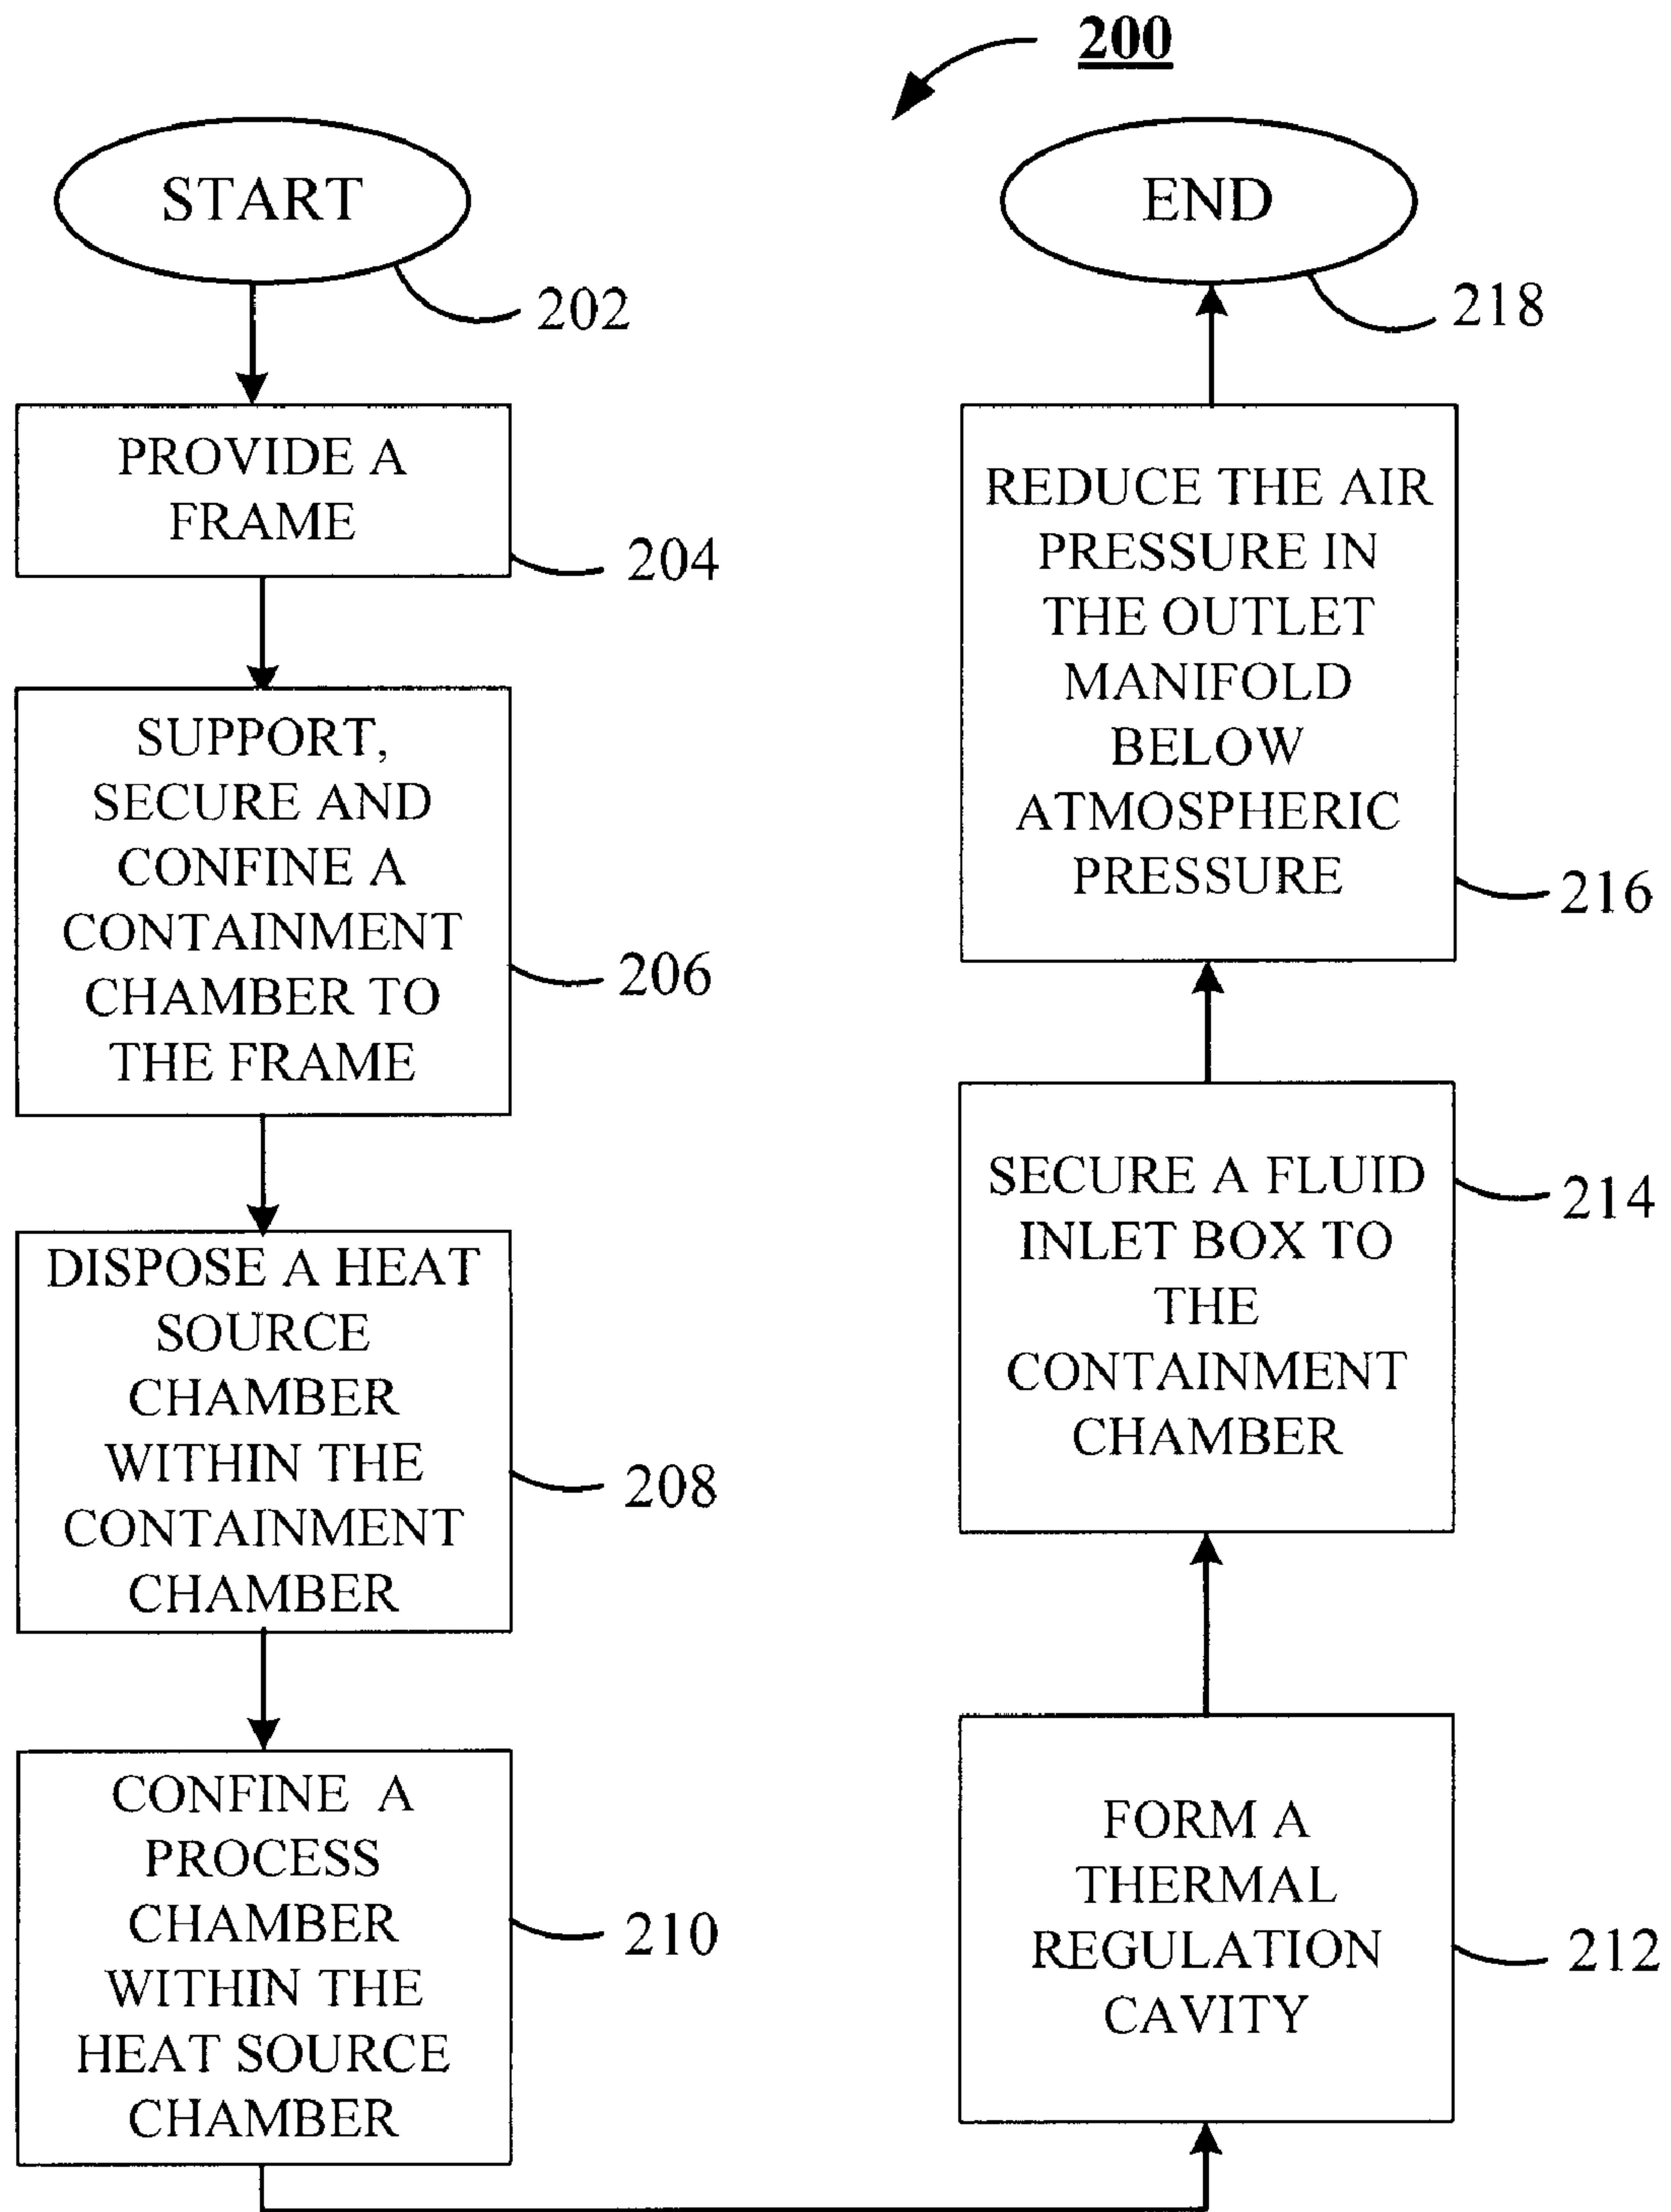 200
START
202
PROVIDE A
FRAME
204
SUPPORT,
SECURE AND
CONFINE A
CONTAINMENT
CHAMBER TO
THE FRAME
206
DISPOSE A HEAT
SOURCE
CHAMBER
WITHIN THE
CONTAINMENT
CHAMBER
208
CONFINE A
PROCESS
CHAMBER
WITHIN THE
HEAT SOURCE
CHAMBER
210
FORM A
THERMAL
REGULATION
CAVITY
212
SECURE A FLUID
INLET BOX TO
THE
CONTAINMENT
CHAMBER
214
REDUCE THE AIR
PRESSURE IN
THE OUTLET
MANIFOLD
BELOW
ATMOSPHERIC
PRESSURE
216
END
218